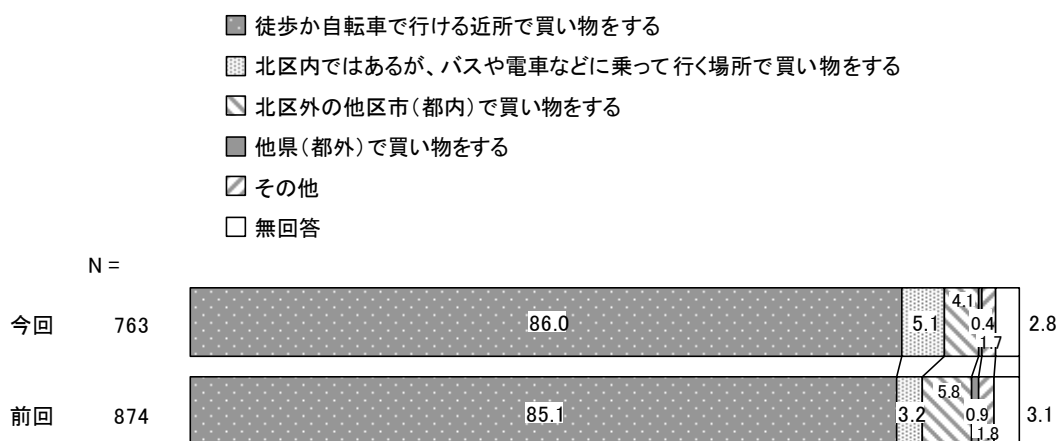 徒歩か自転車で行ける近所で買い物をする
北区内ではあるが、バスや電車などに乗って行く場所で買い物をする
北区外の他区市(都内)で買い物をする
他県(都外)で買い物をする
その他
無回答
N =
今回 763 86.0 5.1 4.1 0.4 1.7 2.8
前回 874 85.1 3.2 5.8 0.9 1.8 3.1